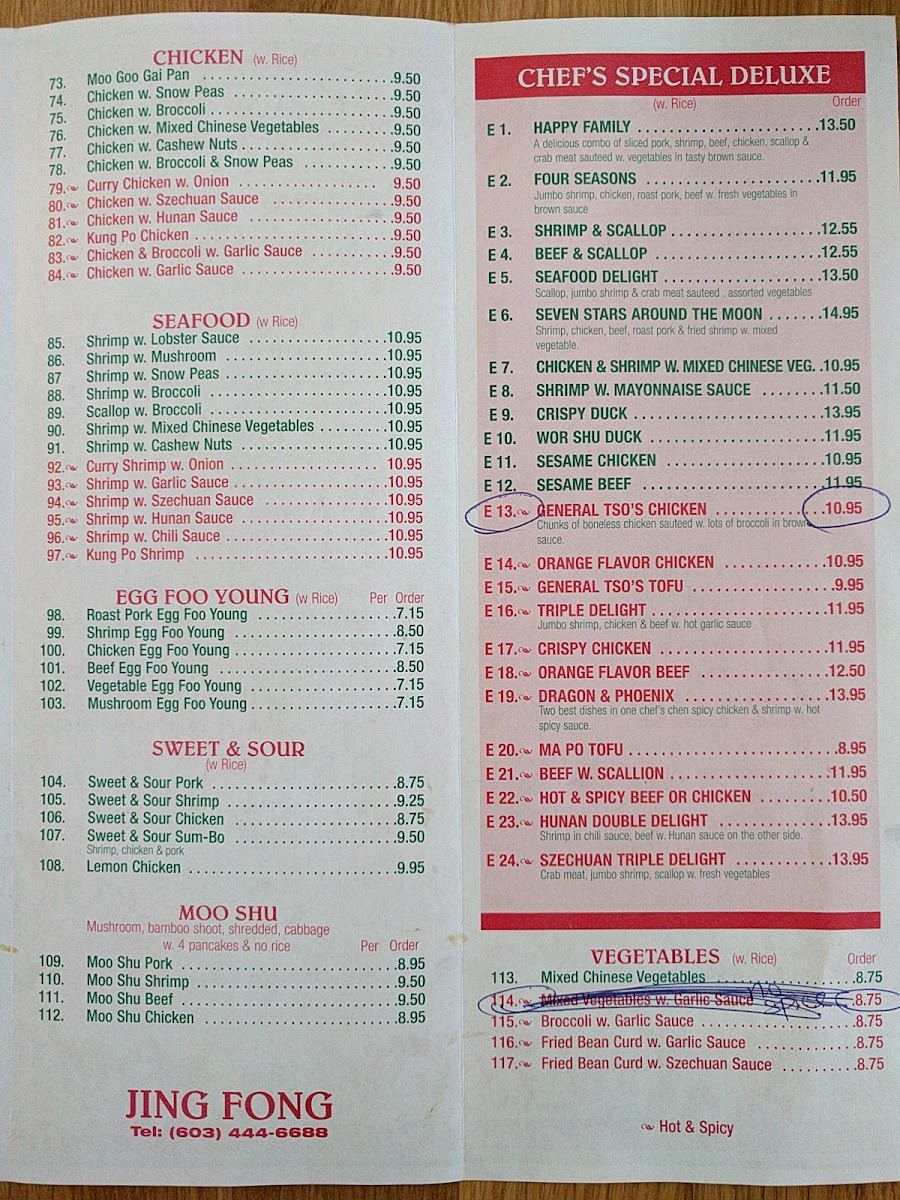 CHICKEN (w. Rice)
73. Moo Goo Gai Pan ........................9.50
74. Chicken w. Snow Peas ........................9.50
75. Chicken w. Broccoli........................9.50
76. Chicken w. Mixed Chinese Vegetables ..........9.50
77. Chicken w. Cashew Nuts........................9.50
78. Chicken w. Broccoli & Snow Peas ............9.50
79. Curry Chicken w. Onion .................... 9.50
80. Chicken w. Szechuan Sauce ................9.50
81. Chicken w. Hunan Sauce ....................9.50
82. Kung Po Chicken ........................9.50
83. Chicken & Broccoli w. Garlic Sauce ............9.50
84. Chicken w. Garlic Sauce ....................9.50
SEAFOOD (w Rice)
85. Shrimp w. Lobster Sauce ..................10.95
86. Shrimp w. Mushroom ....................10.95
87 Shrimp w. Snow Peas ....................10.95
88. Shrimp w. Broccoli ......................10.95
89. Scallop w. Broccoli ......................10.95
90. Shrimp w. Mixed Chinese Vegetables ..........10.95
91. Shrimp w. Cashew Nuts ....................10.95
92. Curry Shrimp w. Onion .................... 10.95
93. Shrimp w. Garlic Sauce ....................10.95
94. Shrimp w. Szechuan Sauce ................10.95
95. Shrimp w. Hunan Sauce ..................10.95
96. Shrimp w. Chili Sauce ....................10.95
97. Kung Po Shrimp ........................10.95
EGG FOO YOUNG (w Rice) Per Order
98. Roast Pork Egg Foo Young ..................7.15
99. Shrimp Egg Foo Young ....................8.50
100. Chicken Egg Foo Young ....................7.15
101. Beef Egg Foo Young ......................8.50
102. Vegetable Egg Foo Young ..................7.15
103. Mushroom Egg Foo Young..................7.15
SWEET & SOUR
(w Rice)
104. Sweet & Sour Pork ......................8.75
105. Sweet & Sour Shrimp ....................9.25
106. Sweet & Sour Chicken ....................8.75
107. Sweet & Sour Sum-Bo ....................9.50
Shrimp, chicken & pork
108. Lemon Chicken ........................9.95
MOO SHU
Mushroom, bamboo shoot, shredded, cabbage
w. 4 pancakes & no rice Per Order
109. Moo Shu Pork ........................8.95
110. Moo Shu Shrimp ........................9.50
111. Moo Shu Beef ........................9.50
112. Moo Shu Chicken ......................8.95
JING FONG
Tel: (603) 444-6688
CHEF'S SPECIAL DELUXE
(w. Rice) Order
E 1. HAPPY FAMILY ........................13.50
A delicious combo of sliced pork, shrimp, beef, chicken, scallop &
crab meat sauteed w. vegetables in tasty brown sauce.
E 2. FOUR SEASONS ......................11.95
Jumbo shrimp, chicken, roast pork, beef w. fresh vegetables in
brown sauce
E 3. SHRIMP & SCALLOP....................12.55
E 4. BEEF & SCALLOP ......................12.55
E 5. SEAFOOD DELIGHT ....................13.50
Scallop, jumbo shrimp & crab meat sauteed . assorted vegetables
E 6. SEVEN STARS AROUND THE MOON .......14.95
Shrimp, chicken, beef, roast pork & fried shrimp w. mixed
vegetable.
E 7. CHICKEN & SHRIMP W. MIXED CHINESE VEG. .10.95
E 8. SHRIMP W. MAYONNAISE SAUCE ........11.50
E 9. CRISPY DUCK ........................13.95
E 10. WOR SHU DUCK ......................11.95
E 11. SESAME CHICKEN ....................10.95
E 12. SESAME BEEF ......................11.95
E 13. GENERAL TSO'S CHICKEN ..............10.95
Chunks of boneless chicken sauteed w. lots of broccoli in brown
sauce.
E 14. ORANGE FLAVOR CHICKEN ..............10.95
E 15. GENERAL TSO'S TOFU ..................9.95
E 16. TRIPLE DELIGHT ......................11.95
Jumbo shrimp, chicken & beef w. hot garlic sauce
E 17. CRISPY CHICKEN ....................11.95
E 18. ORANGE FLAVOR BEEF ................12.50
E 19. DRAGON & PHOENIX ..................13.95
Two best dishes in one chef's chen spicy chicken & shrimp w. hot
spicy sauce.
E 20. MA PO TOFU..........................8.95
E 21. BEEF W. SCALLION ....................11.95
E 22. HOT & SPICY BEEF OR CHICKEN .........10.50
E 23. HUNAN DOUBLE DELIGHT ..............13.95
Shrimp in chili sauce, beef w. Hunan sauce on the other side.
E 24. SZECHUAN TRIPLE DELIGHT ............13.95
Crab meat, jumbo shrimp, scallop w. fresh vegetables
VEGETABLES (w. Rice) Order
113. Mixed Chinese Vegetables ..................8.75
114. Mixed Vegetables w. Garlic Sauce no spice 8.75
115. Broccoli w. Garlic Sauce ....................8.75
116. Fried Bean Curd w. Garlic Sauce ............8.75
117. Fried Bean Curd w. Szechuan Sauce ..........8.75
Hot & Spicy